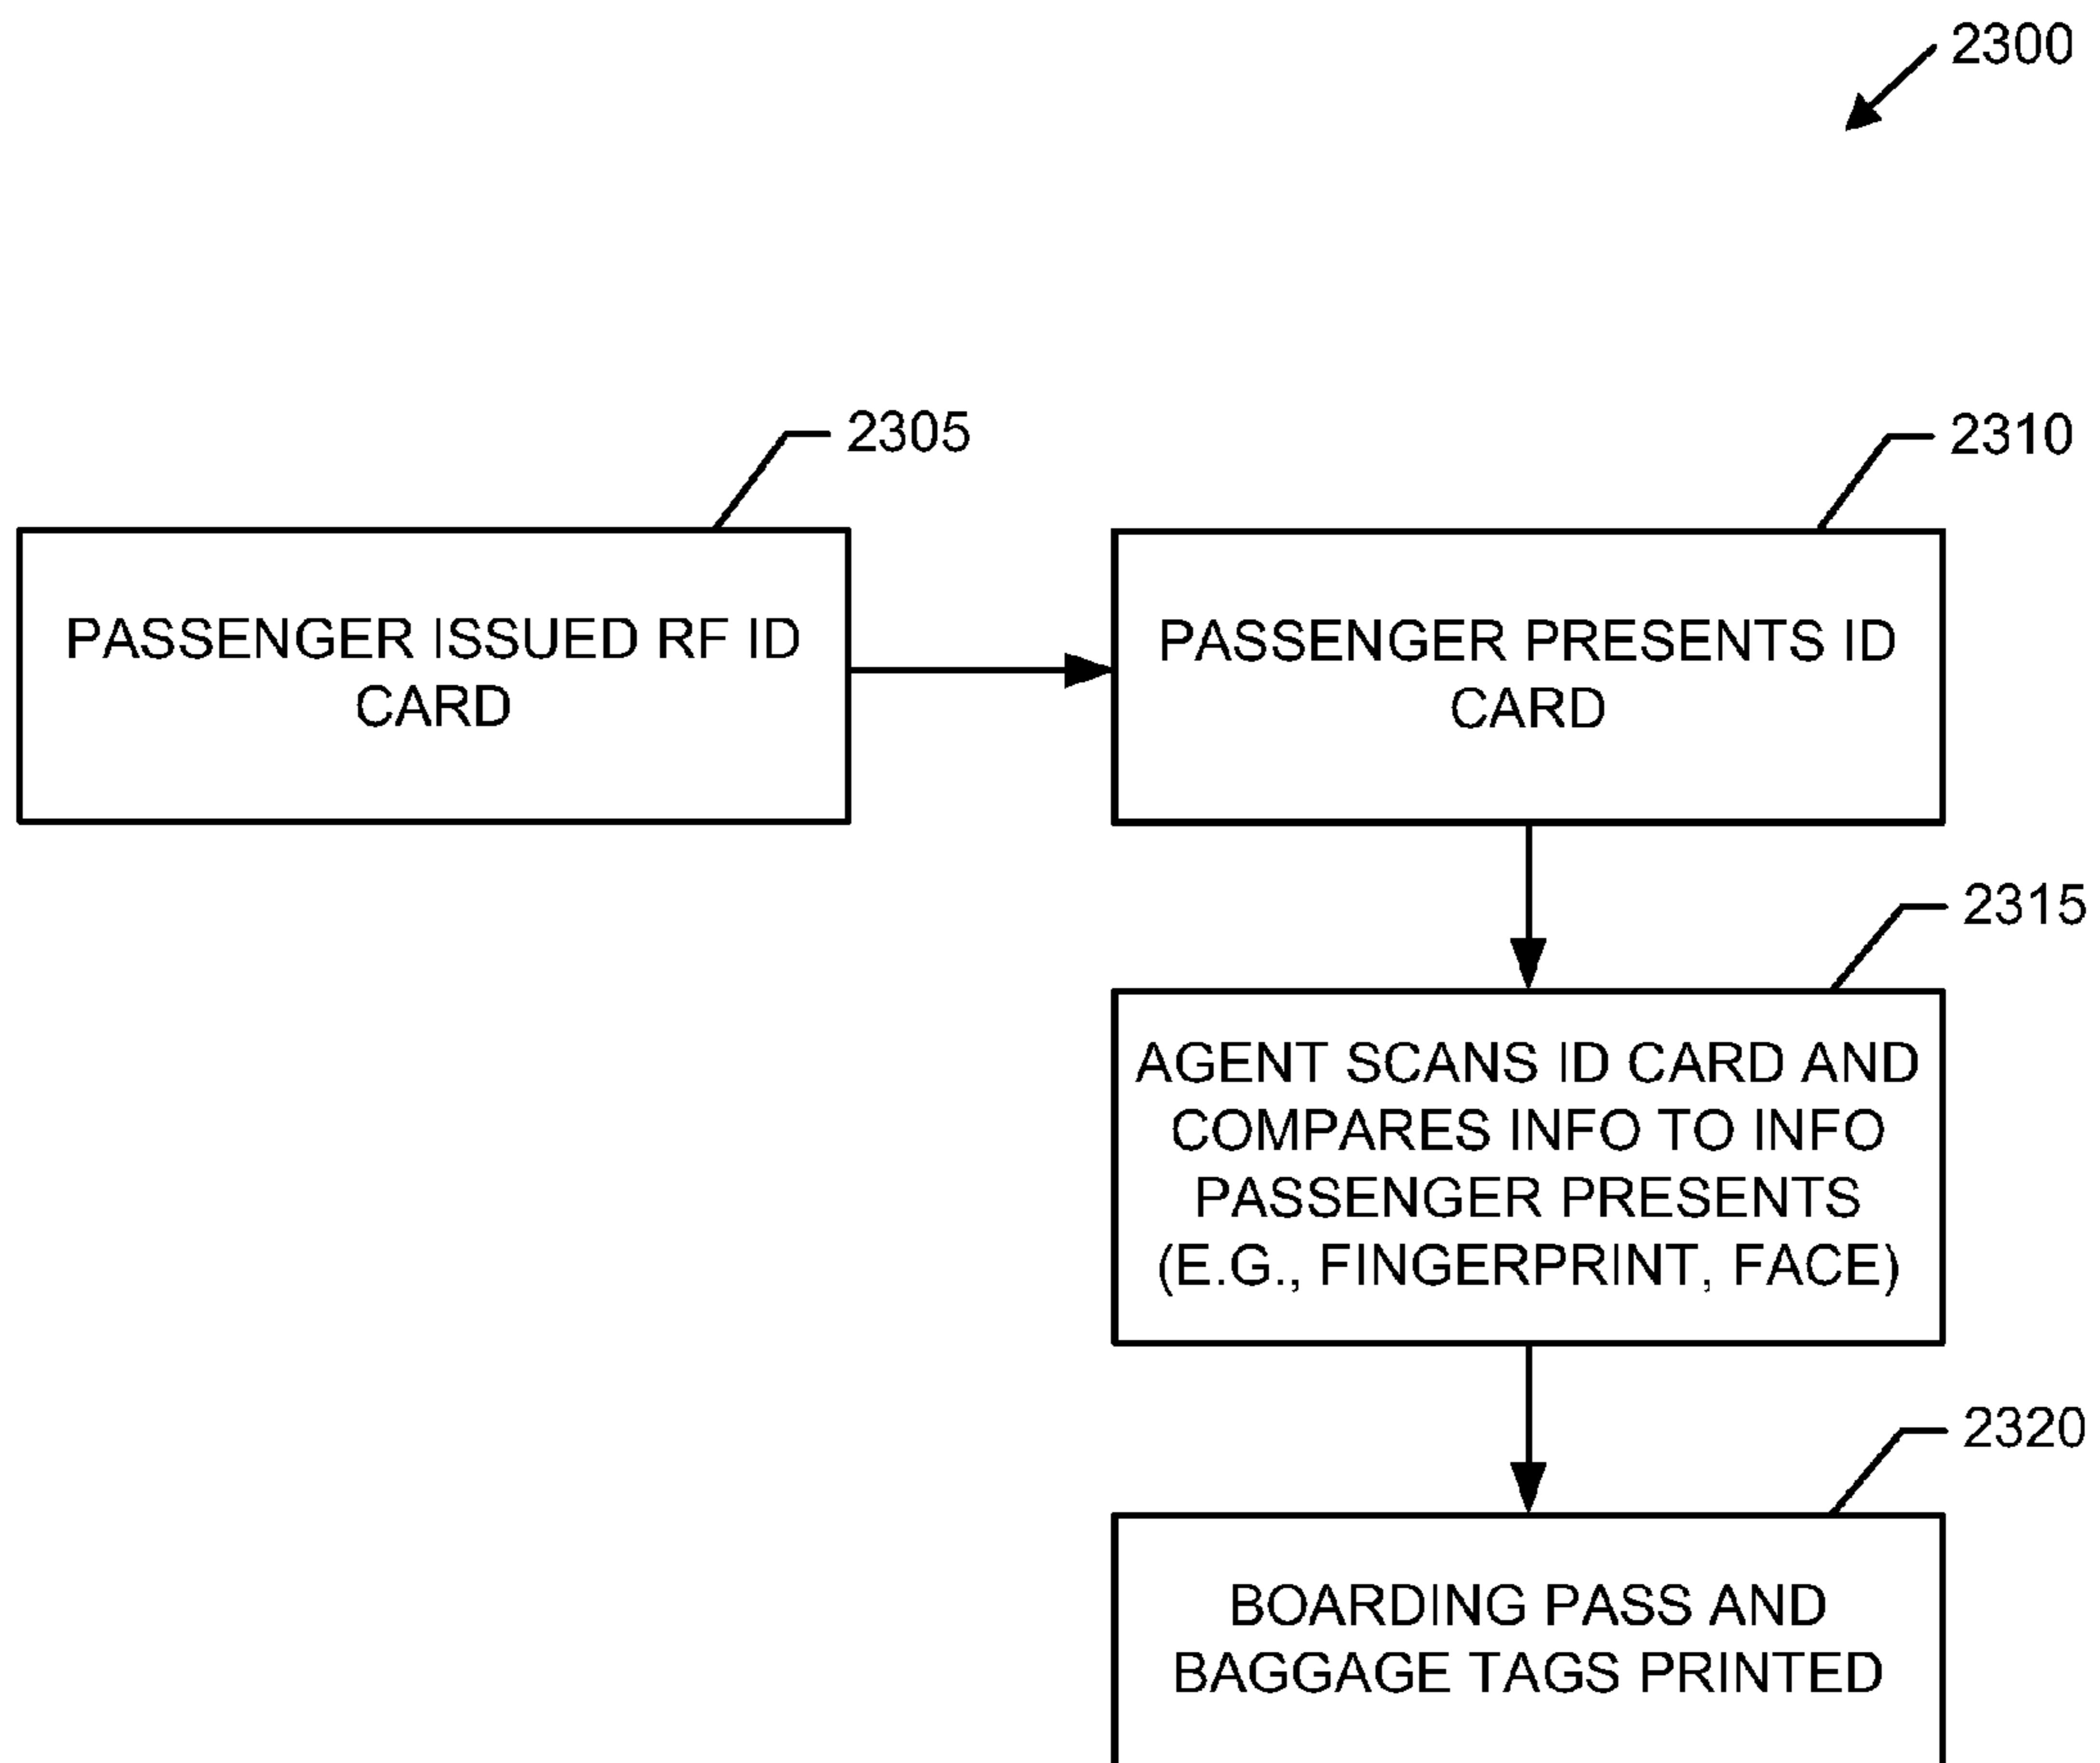 2300
2305
2310
PASSENGER ISSUED RF ID
CARD
PASSENGER PRESENTS ID
CARD
2315
AGENT SCANS ID CARD AND
COMPARES INFO TO INFO
PASSENGER PRESENTS
(E.G., FINGERPRINT, FACE)
2320
BOARDING PASS AND
BAGGAGE TAGS PRINTED